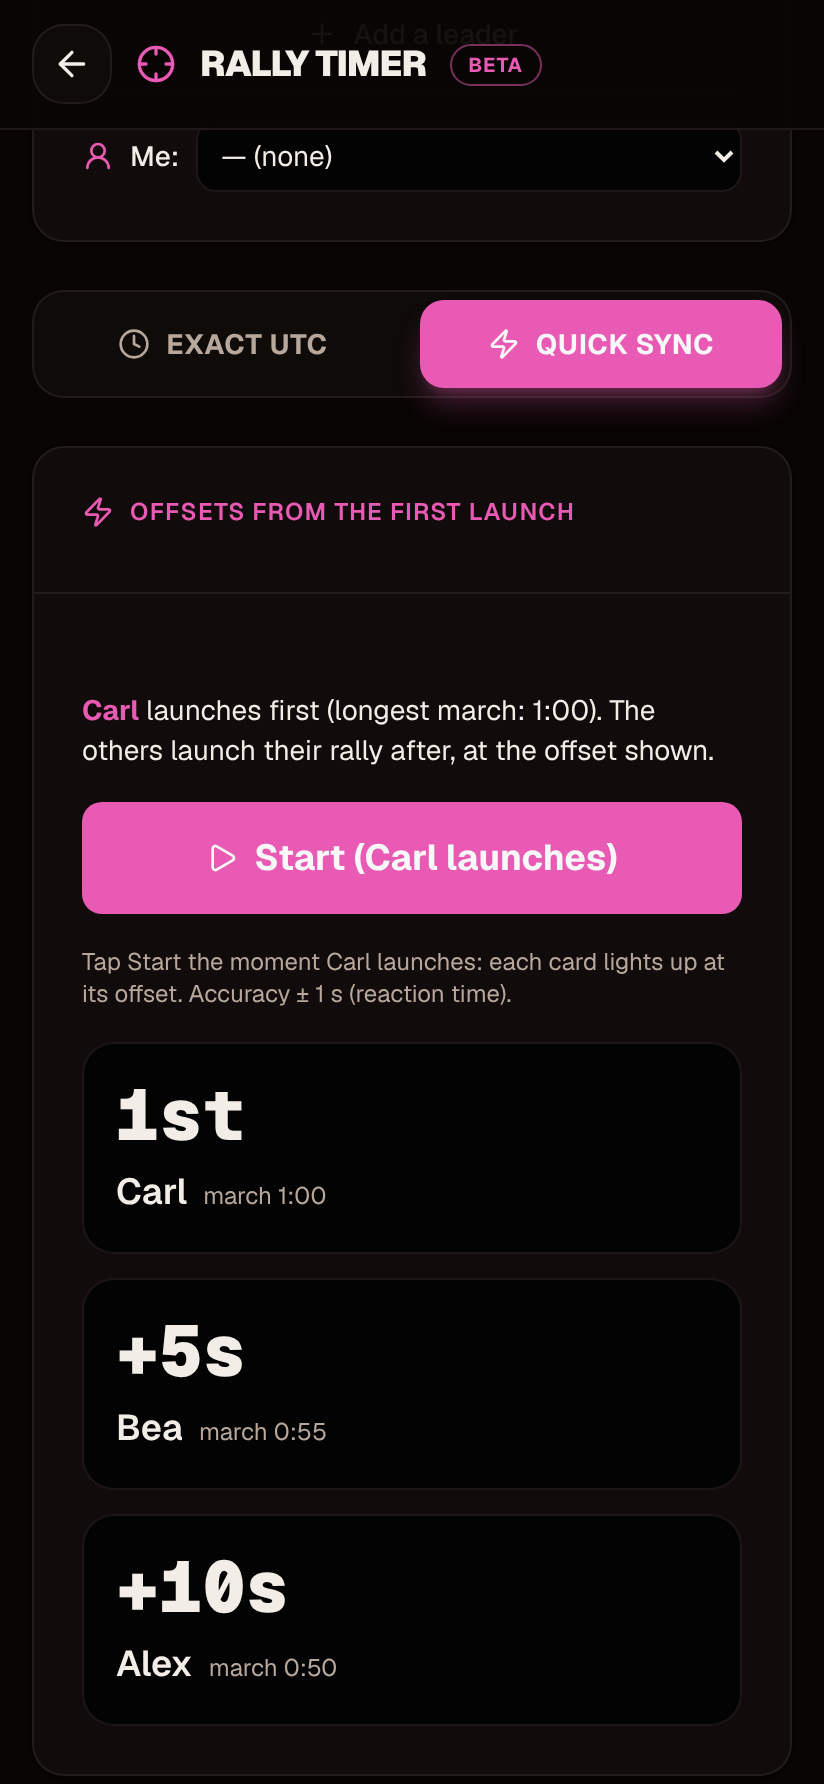 + Add a leader
RALLY TIMER BETA
Me: — (none)
EXACT UTC
QUICK SYNC
OFFSETS FROM THE FIRST LAUNCH
Carl launches first (longest march: 1:00). The
others launch their rally after, at the offset shown.
Start (Carl launches)
Tap Start the moment Carl launches: each card lights up at
its offset. Accuracy ± 1 s (reaction time).
1st
Carl march 1:00
+5s
Bea march 0:55
+10s
Alex march 0:50